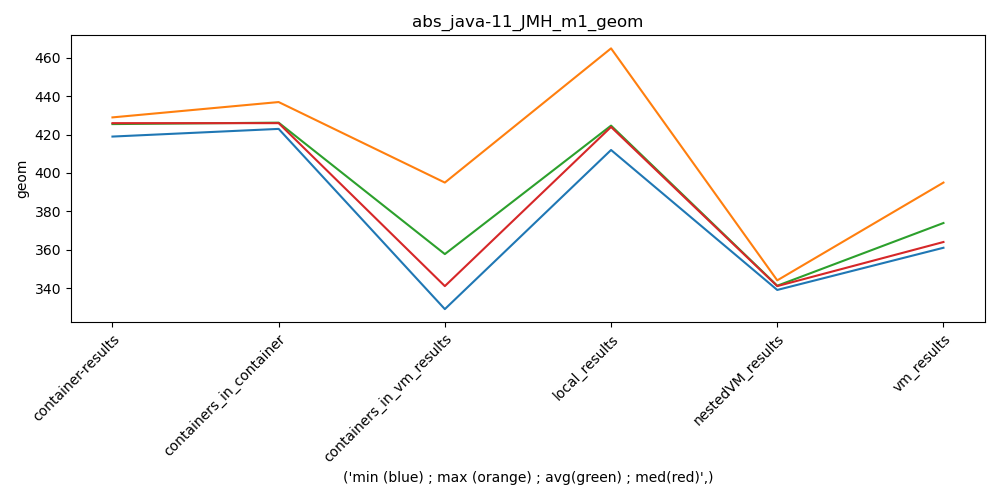 abs_java-11_JMH_m1_geom
geom
460
440
420
400
380
360
340
container-results
containers_in_container
containers_in_vm_results
local_results
nestedVM_results
vm_results
('min (blue) ; max (orange) ; avg(green) ; med(red)',)